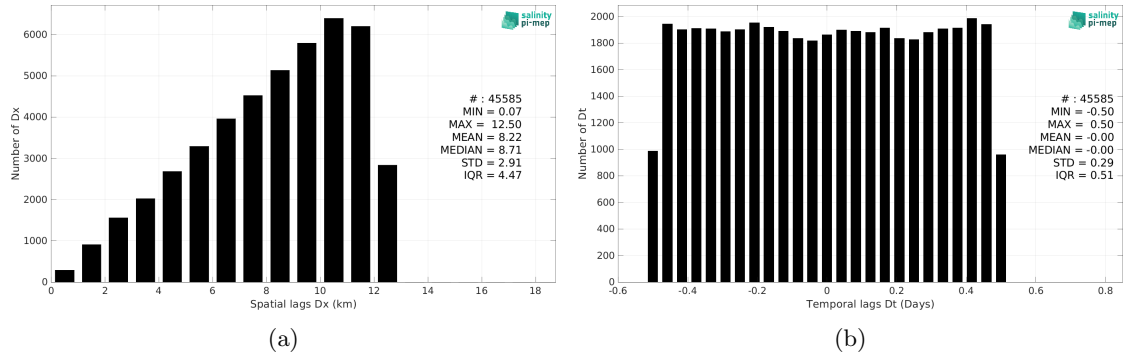 salinity
pi-mep
6000
5000
4000
3000
2000
1000
0
Number of Dx
# : 45585
MIN = 0.07
MAX = 12.50
MEAN = 8.22
MEDIAN = 8.71
STD = 2.91
IQR = 4.47
0 2 4 6 8 10 12 14 16 18
Spatial lags Dx (km)
(a)
salinity
pi-mep
2000
1800
1600
1400
1200
1000
800
600
400
200
0
Number of Dt
# : 45585
MIN = -0.50
MAX = 0.50
MEAN = -0.00
MEDIAN = -0.00
STD = 0.29
IQR = 0.51
-0.6 -0.4 -0.2 0 0.2 0.4 0.6 0.8
Temporal lags Dt (Days)
(b)